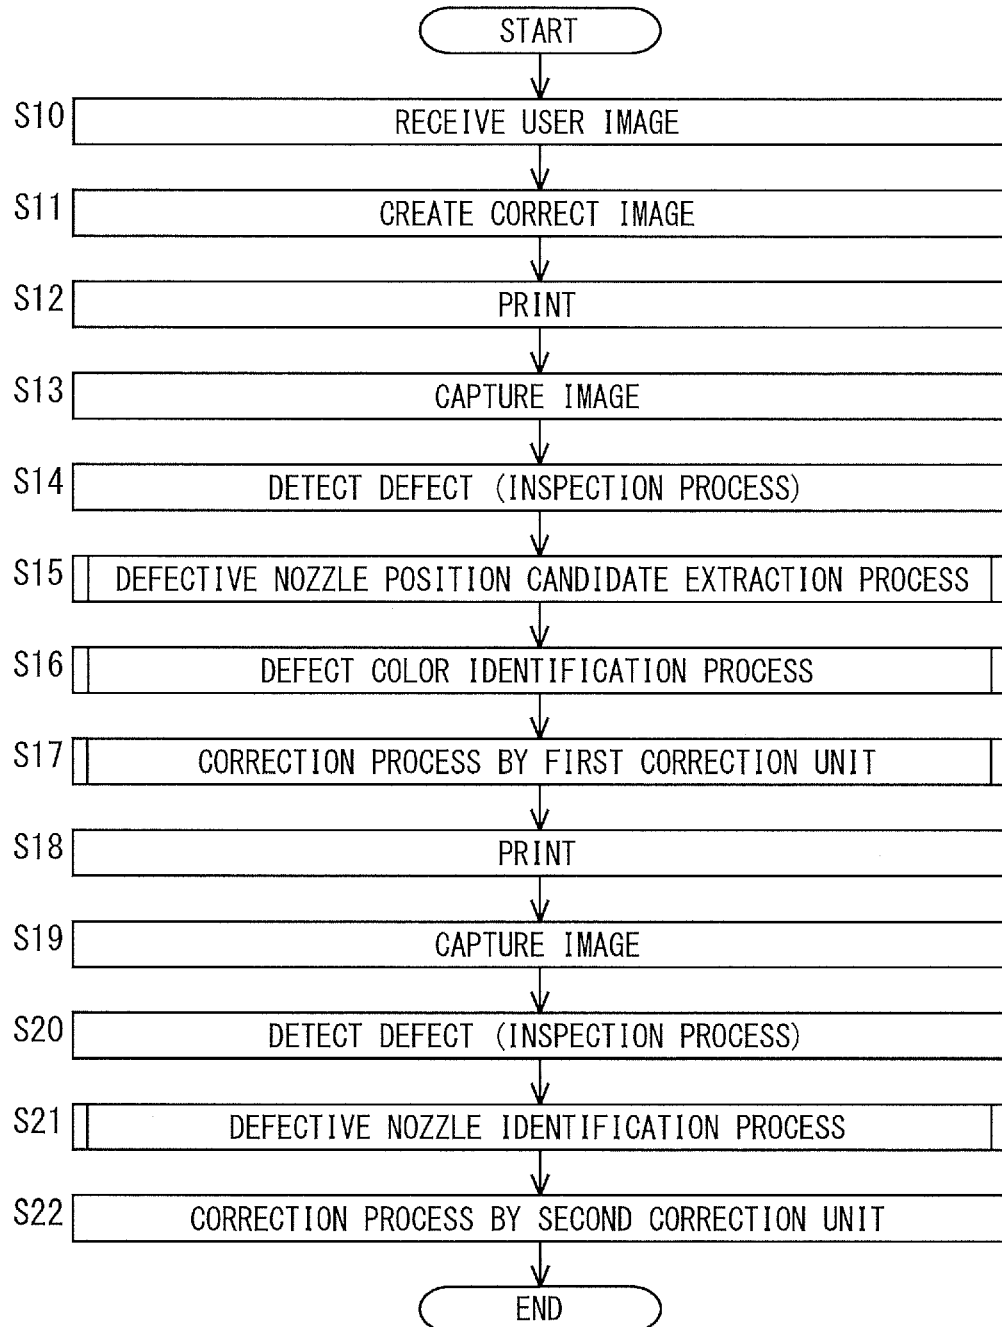 START
S10 RECEIVE USER IMAGE
S11 CREATE CORRECT IMAGE
S12 PRINT
S13 CAPTURE IMAGE
S14 DETECT DEFECT (INSPECTION PROCESS)
S15 DEFECTIVE NOZZLE POSITION CANDIDATE EXTRACTION PROCESS
S16 DEFECT COLOR IDENTIFICATION PROCESS
S17 CORRECTION PROCESS BY FIRST CORRECTION UNIT
S18 PRINT
S19 CAPTURE IMAGE
S20 DETECT DEFECT (INSPECTION PROCESS)
S21 DEFECTIVE NOZZLE IDENTIFICATION PROCESS
S22 CORRECTION PROCESS BY SECOND CORRECTION UNIT
END